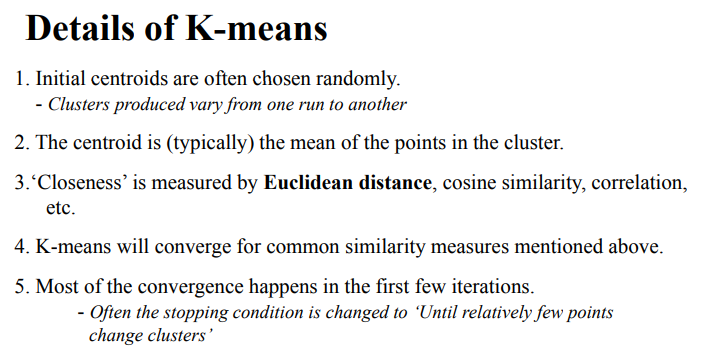 Details of K-means
1. Initial centroids are often chosen randomly.
- Clusters produced vary from one run to another
2. The centroid is (typically) the mean of the points in the cluster.
3.‘Closeness’ is measured by Euclidean distance, cosine similarity, correlation,
etc.
4. K-means will converge for common similarity measures mentioned above.
5. Most of the convergence happens in the first few iterations.
- Often the stopping condition is changed to ‘Until relatively few points
change clusters’